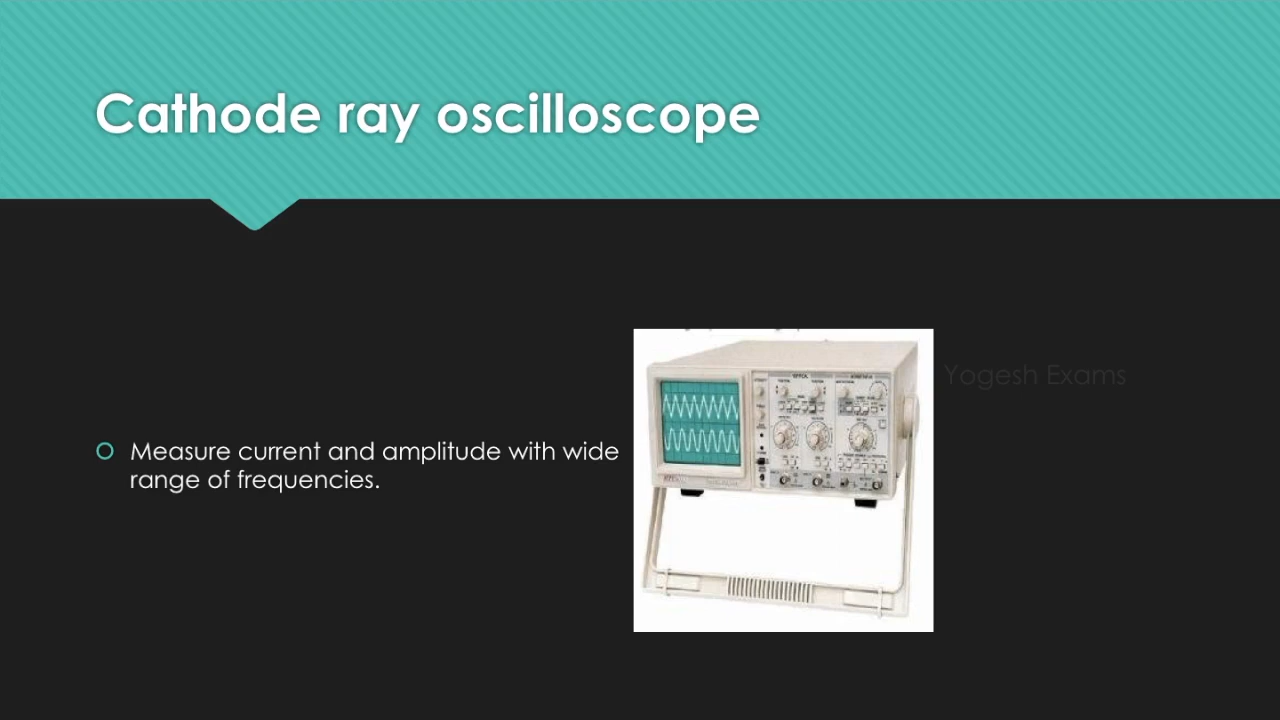 Cathode ray oscilloscope
Yogesh Exams
Measure current and amplitude with wide
range of frequencies.